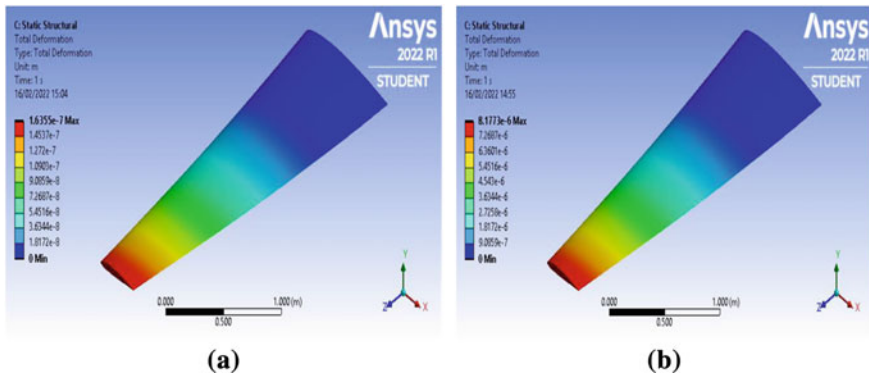 C: Static Structural
Total Deformation
Type: Total Deformation
Unit: m
Time: 1 s
16/02/2022 15:04
1.6355e-7 Max
1.4537e-7
1.272e-7
1.0903e-7
9.0859e-8
7.2687e-8
5.4516e-8
3.6344e-8
1.8172e-8
0 Min
Ansys
2022 R1
STUDENT
0.000
1.000 (m)
0.500
Y
Z
X
(a)
C: Static Structural
Total Deformation
Type: Total Deformation
Unit: m
Time: 1 s
16/02/2022 14:55
8.1773e-6 Max
7.2687e-6
6.3601e-6
5.4516e-6
4.543e-6
3.6344e-6
2.7258e-6
1.8172e-6
9.0859e-7
0 Min
Ansys
2022 R1
STUDENT
0.000
1.000 (m)
0.500
Y
Z
X
(b)